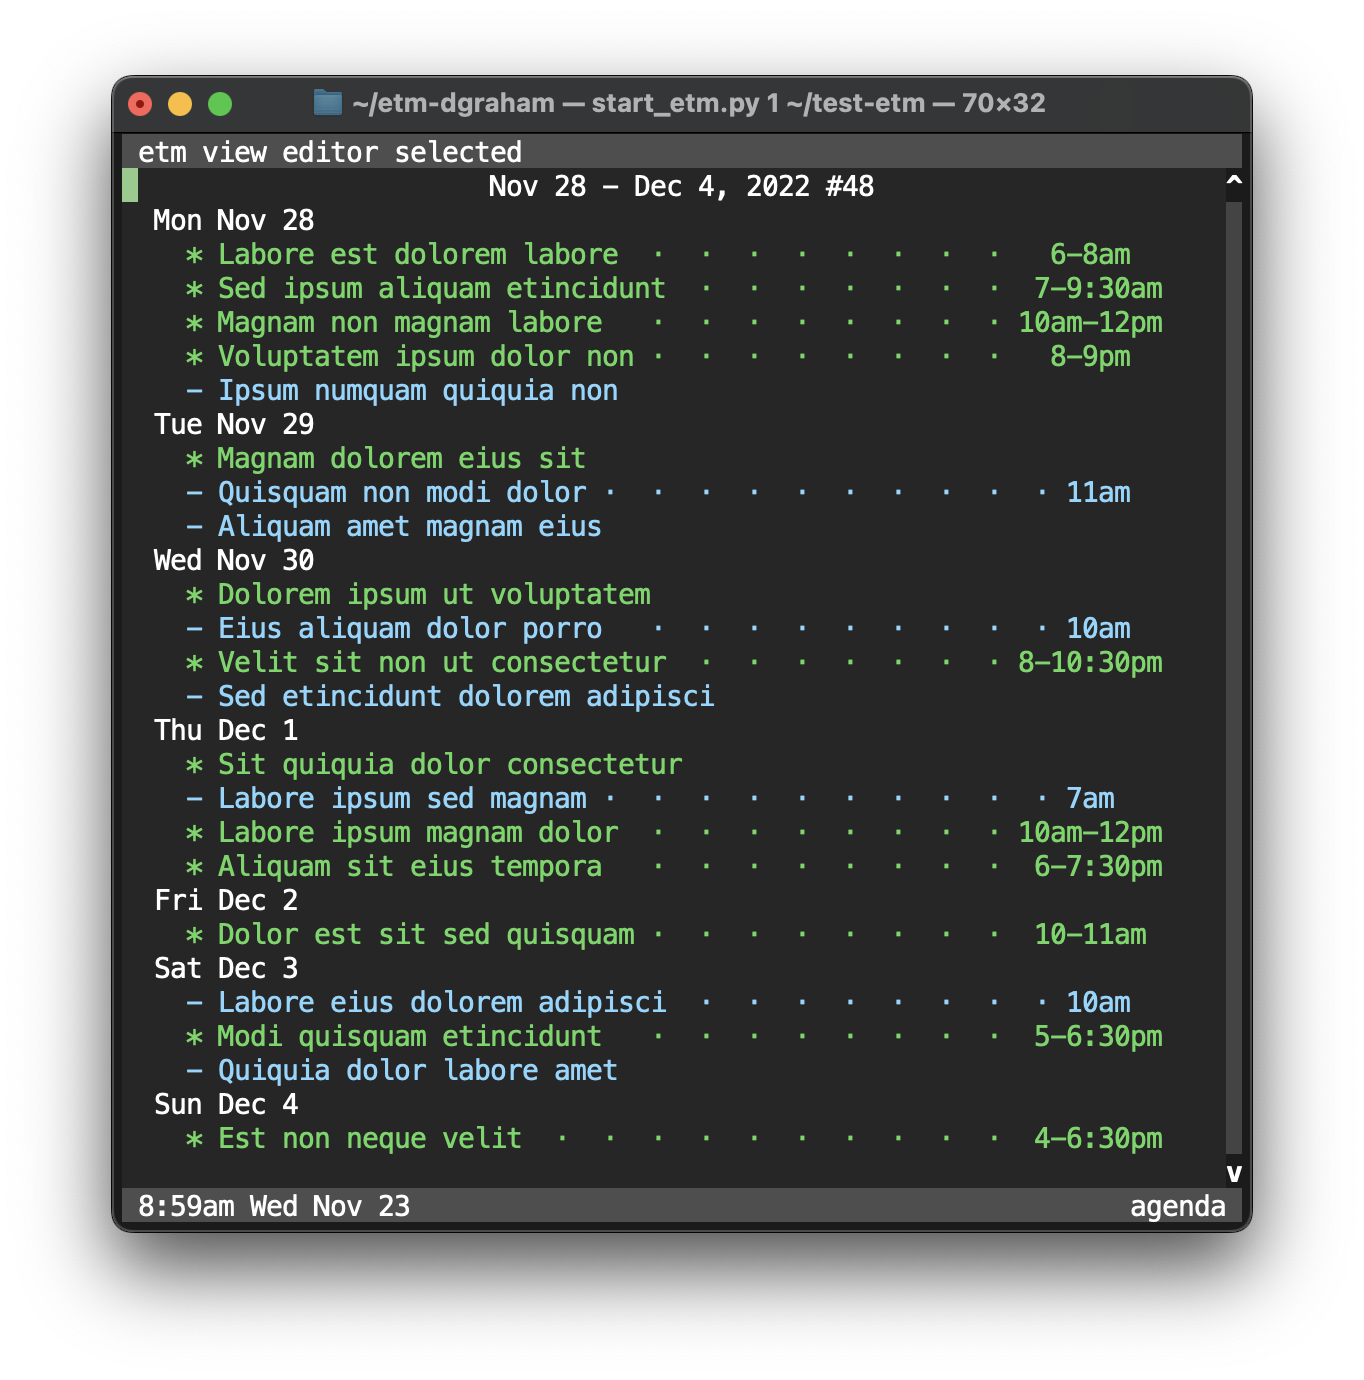 ~/etm-dgraham — start_etm.py 1 ~/test-etm — 70×32
etm view editor selected
Nov 28 - Dec 4, 2022 #48 ^
Mon Nov 28
* Labore est dolorem labore · · · · · · · · 6-8am
* Sed ipsum aliquam etincidunt · · · · · · · 7-9:30am
* Magnam non magnam labore · · · · · · · · 10am-12pm
* Voluptatem ipsum dolor non · · · · · · · · 8-9pm
- Ipsum numquam quiquia non
Tue Nov 29
* Magnam dolorem eius sit
- Quisquam non modi dolor · · · · · · · · · · 11am
- Aliquam amet magnam eius
Wed Nov 30
* Dolorem ipsum ut voluptatem
- Eius aliquam dolor porro · · · · · · · · · 10am
* Velit sit non ut consectetur · · · · · · · 8-10:30pm
- Sed etincidunt dolorem adipisci
Thu Dec 1
* Sit quiquia dolor consectetur
- Labore ipsum sed magnam · · · · · · · · · · 7am
* Labore ipsum magnam dolor · · · · · · · · 10am-12pm
* Aliquam sit eius tempora · · · · · · · · 6-7:30pm
Fri Dec 2
* Dolor est sit sed quisquam · · · · · · · · 10-11am
Sat Dec 3
- Labore eius dolorem adipisci · · · · · · · · 10am
* Modi quisquam etincidunt · · · · · · · · 5-6:30pm
- Quiquia dolor labore amet
Sun Dec 4
* Est non neque velit · · · · · · · · · · 4-6:30pm
v
8:59am Wed Nov 23 agenda